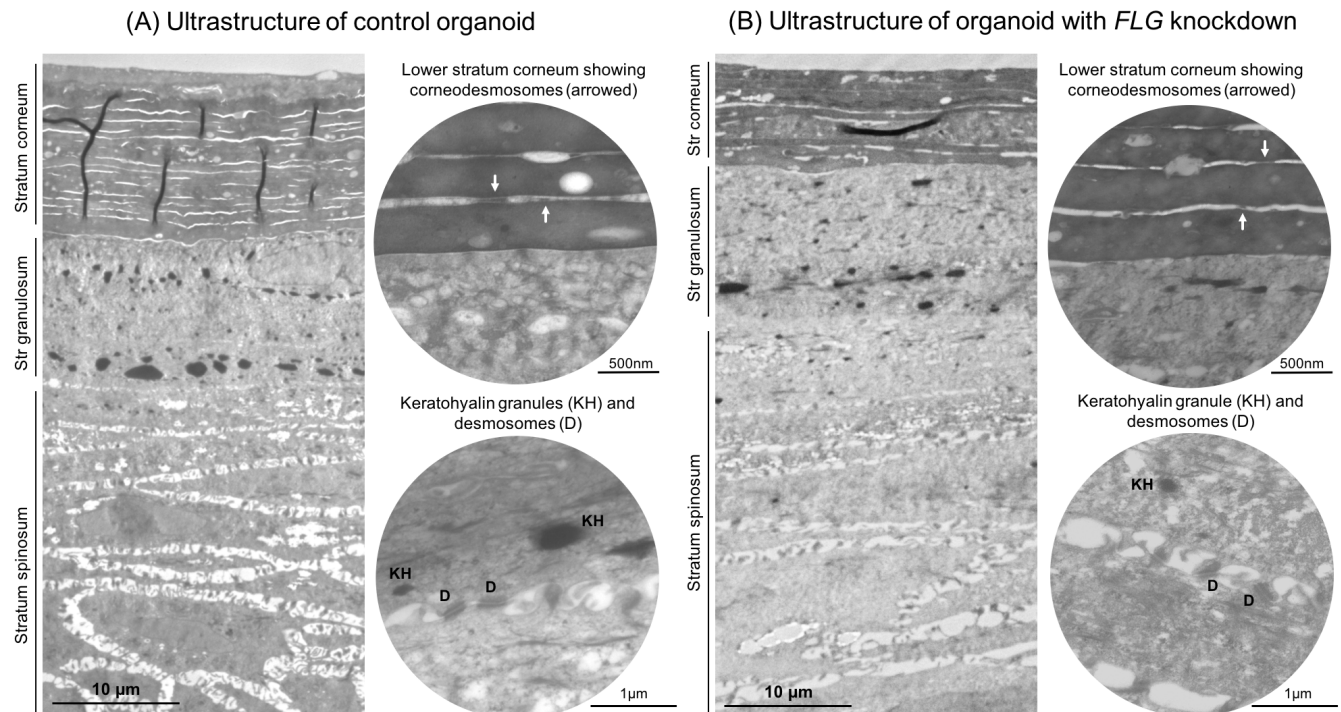 (A) Ultrastructure of control organoid
Stratum corneum
Str granulosum
Stratum spinosum
10 µm
Lower stratum corneum showing
corneodesmosomes (arrowed)
500nm
Keratohyalin granules (KH) and
desmosomes (D)
KH
KH
D
D
1µm
(B) Ultrastructure of organoid with FLG knockdown
Str corneum
Str granulosum
Stratum spinosum
10 µm
Lower stratum corneum showing
corneodesmosomes (arrowed)
500nm
Keratohyalin granule (KH) and
desmosomes (D)
KH
D
D
1µm